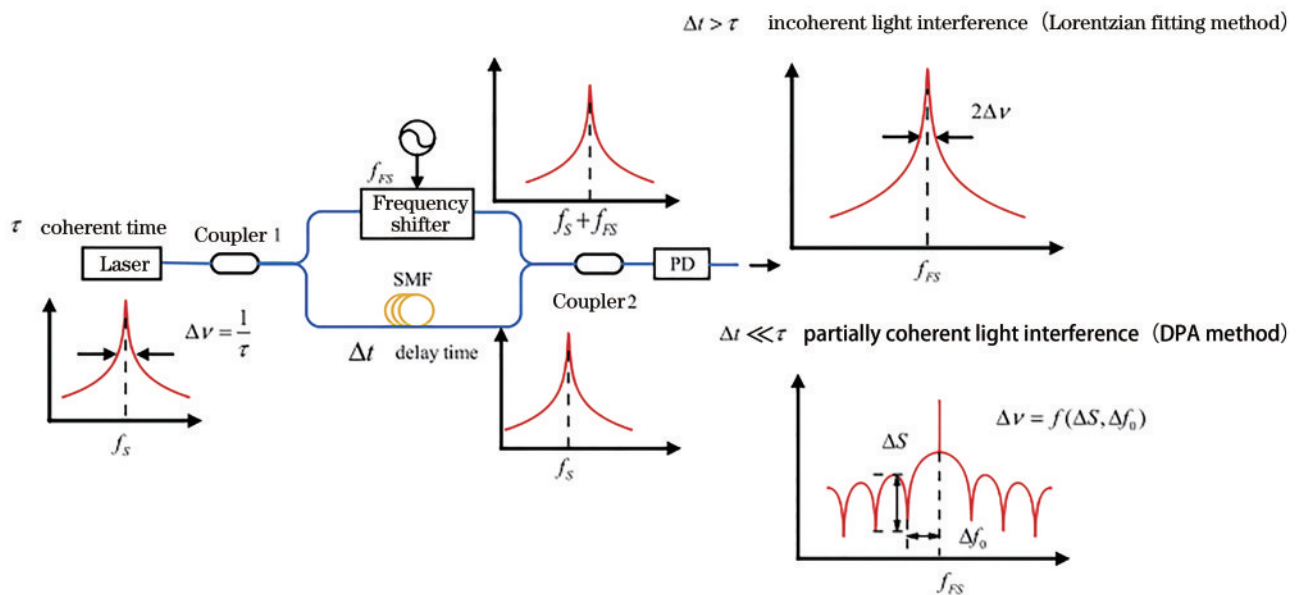 Δt > τ incoherent light interference (Lorentzian fitting method)
2Δν
f_FS
f_FS
Frequency
shifter
f_S + f_FS
τ coherent time
Coupler 1
Laser
SMF
PD
Coupler 2
Δt delay time
Δν = 1/τ
f_S
f_S
Δt ≪ τ partially coherent light interference (DPA method)
Δν = f(ΔS, Δf₀)
ΔS
Δf₀
f_FS